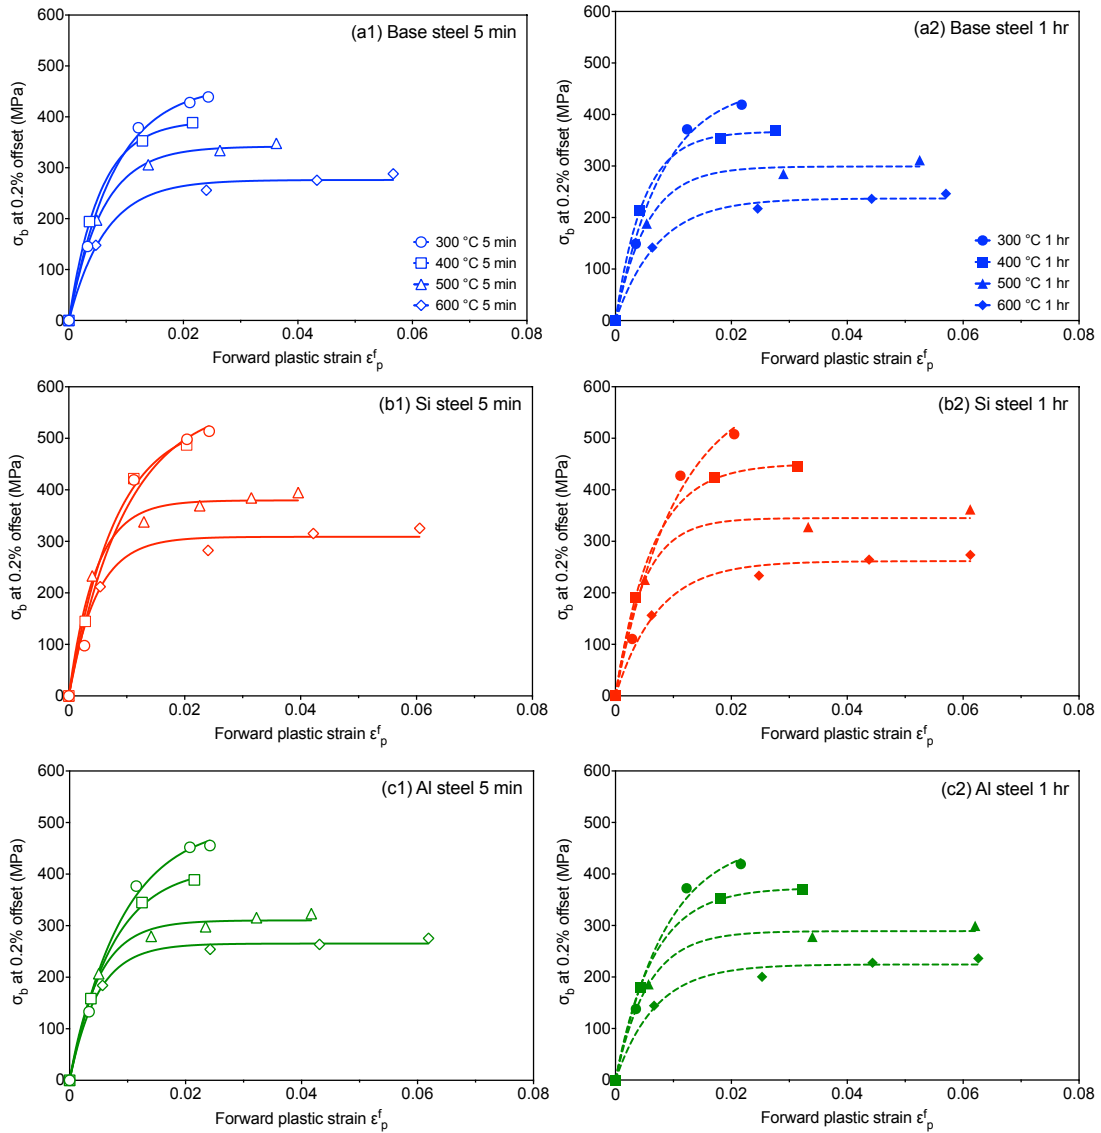 (a1) Base steel 5 min
600
500
400
300
200
100
0
σb at 0.2% offset (MPa)
300 °C 5 min
400 °C 5 min
500 °C 5 min
600 °C 5 min
0 0.02 0.04 0.06 0.08
Forward plastic strain εfp
(a2) Base steel 1 hr
600
500
400
300
200
100
0
σb at 0.2% offset (MPa)
300 °C 1 hr
400 °C 1 hr
500 °C 1 hr
600 °C 1 hr
0 0.02 0.04 0.06 0.08
Forward plastic strain εfp
(b1) Si steel 5 min
600
500
400
300
200
100
0
σb at 0.2% offset (MPa)
0 0.02 0.04 0.06 0.08
Forward plastic strain εfp
(b2) Si steel 1 hr
600
500
400
300
200
100
0
σb at 0.2% offset (MPa)
0 0.02 0.04 0.06 0.08
Forward plastic strain εfp
(c1) Al steel 5 min
600
500
400
300
200
100
0
σb at 0.2% offset (MPa)
0 0.02 0.04 0.06 0.08
Forward plastic strain εfp
(c2) Al steel 1 hr
600
500
400
300
200
100
0
σb at 0.2% offset (MPa)
0 0.02 0.04 0.06 0.08
Forward plastic strain εfp